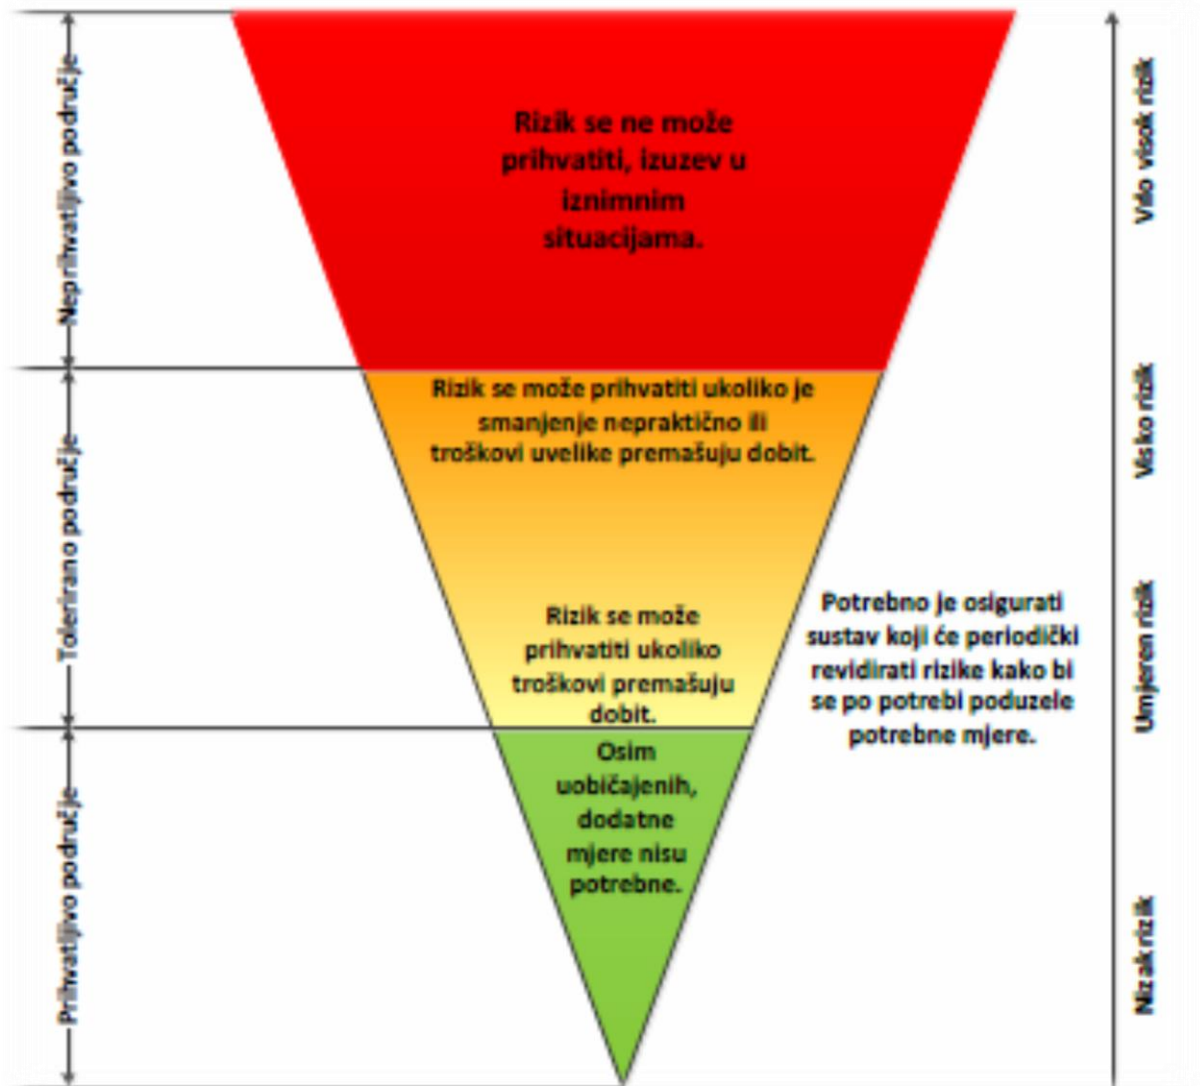 Neprihvatljivo područje
Tolerirano područje
Prihvatljivo područje
Rizik se ne može
prihvatiti, izuzev u
iznimnim
situacijama.
Rizik se može prihvatiti ukoliko je
smanjenje nepraktično ili
troškovi uvelike premašuju dobit.
Rizik se može
prihvatiti ukoliko
troškovi premašuju
dobit.
Osim
uobičajenih,
dodatne
mjere nisu
potrebne.
Potrebno je osigurati
sustav koji će periodički
revidirati rizike kako bi
se po potrebi poduzele
potrebne mjere.
Vrlo visok rizik
Visko rizik
Umjeren rizik
Nizak rizik